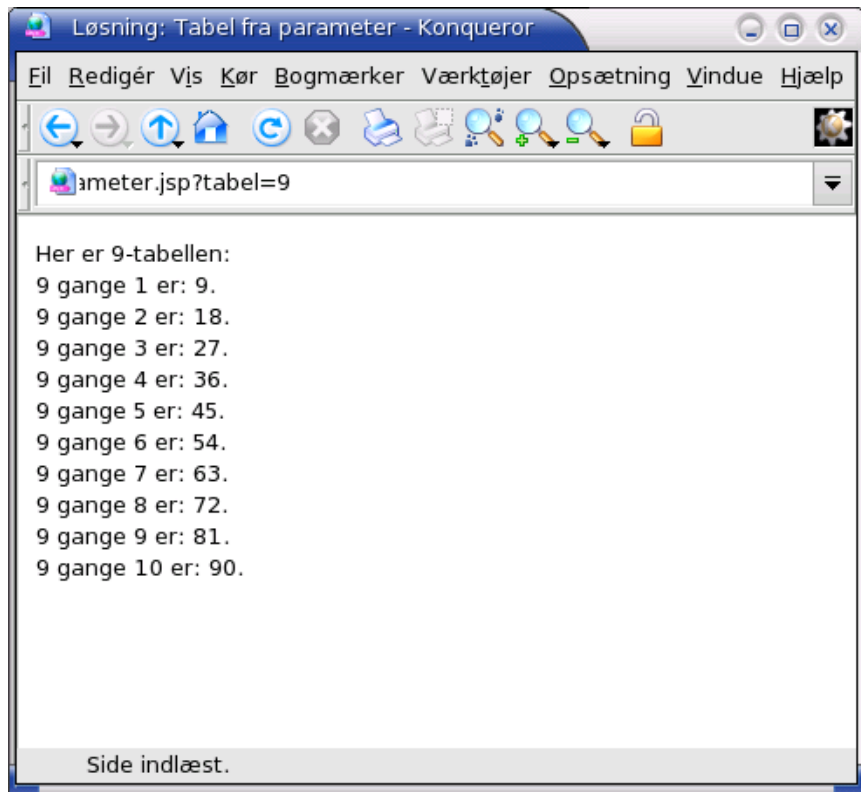 Løsning: Tabel fra parameter - Konqueror
Fil Redigér Vis Kør Bogmærker Værktøjer Opsætning Vindue Hjælp
ameter.jsp?tabel=9
Her er 9-tabellen:
9 gange 1 er: 9.
9 gange 2 er: 18.
9 gange 3 er: 27.
9 gange 4 er: 36.
9 gange 5 er: 45.
9 gange 6 er: 54.
9 gange 7 er: 63.
9 gange 8 er: 72.
9 gange 9 er: 81.
9 gange 10 er: 90.
Side indlæst.